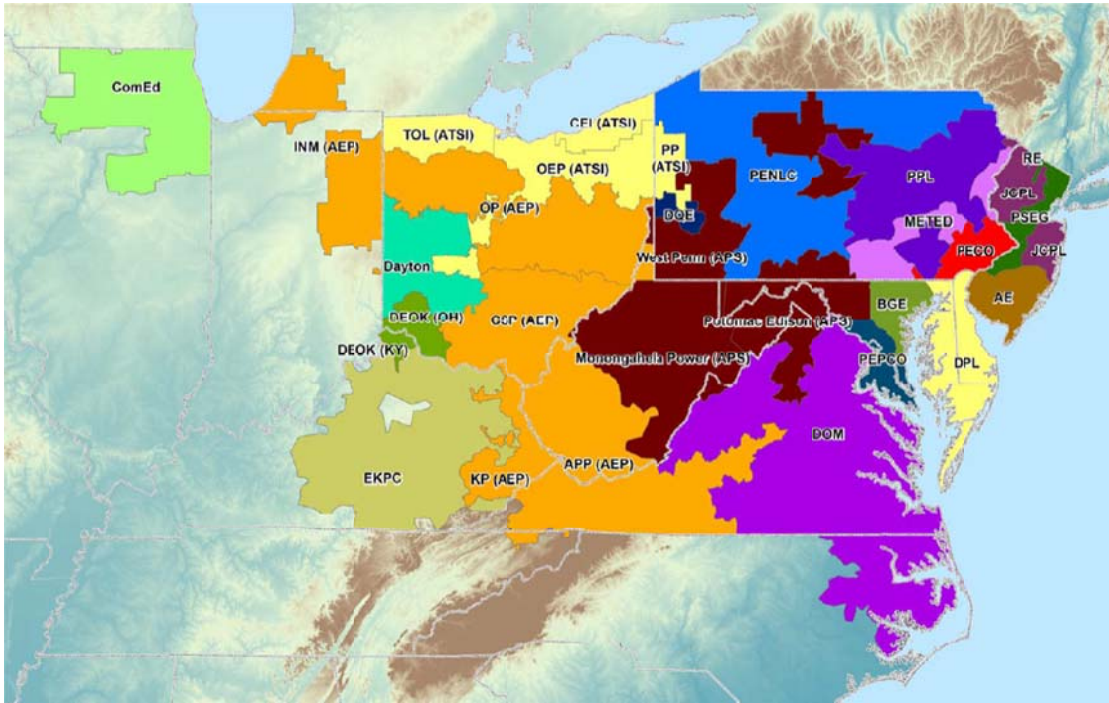 ComEd
INM (AEP)
TOL (ATSI)
CEI (ATSI)
OEP (ATSI)
PP
(ATSI)
PENLC
PPL
RE
JCPL
OP (AEP)
DQE
METED
PSEG
PECO
JCPL
West Penn (APS)
Dayton
AE
BGE
DEOK (OH)
CSP (AEP)
Potomac Edison (APS)
DEOK (KY)
Monongahela Power (APS)
PEPCO
DPL
DOM
EKPC
KP (AEP)
APP (AEP)